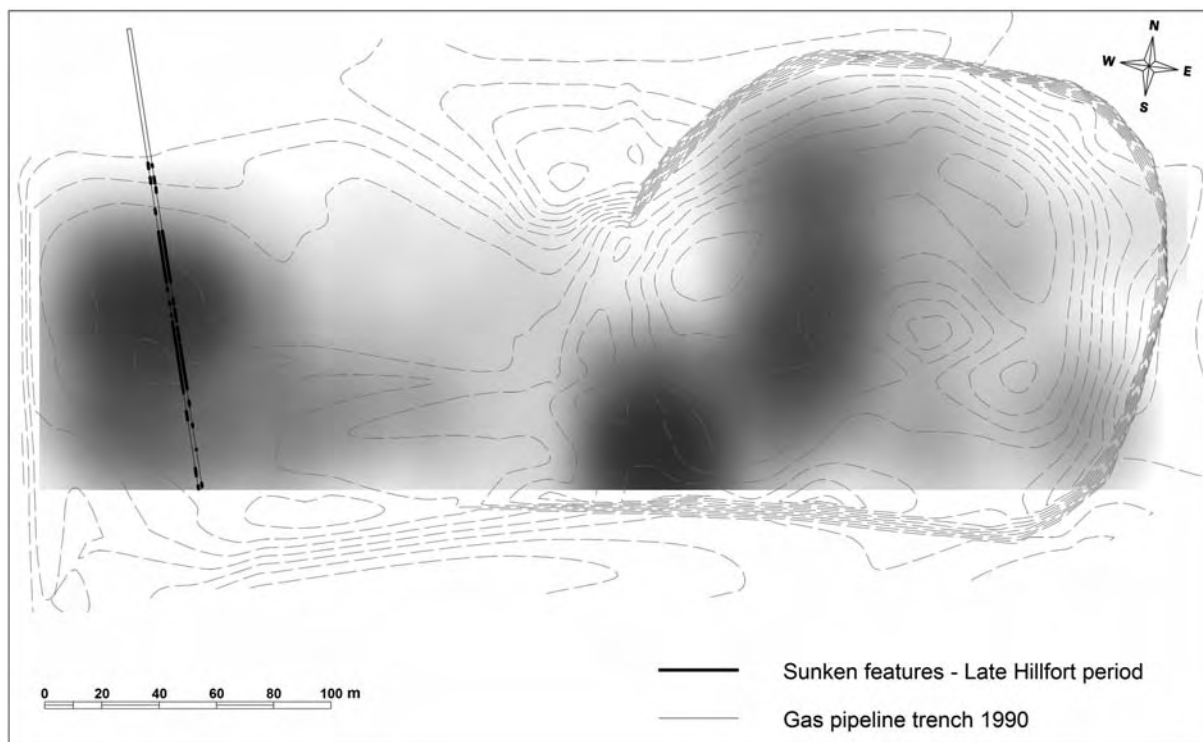 N
W E
S
0 20 40 60 80 100 m
Sunken features - Late Hillfort period
Gas pipeline trench 1990